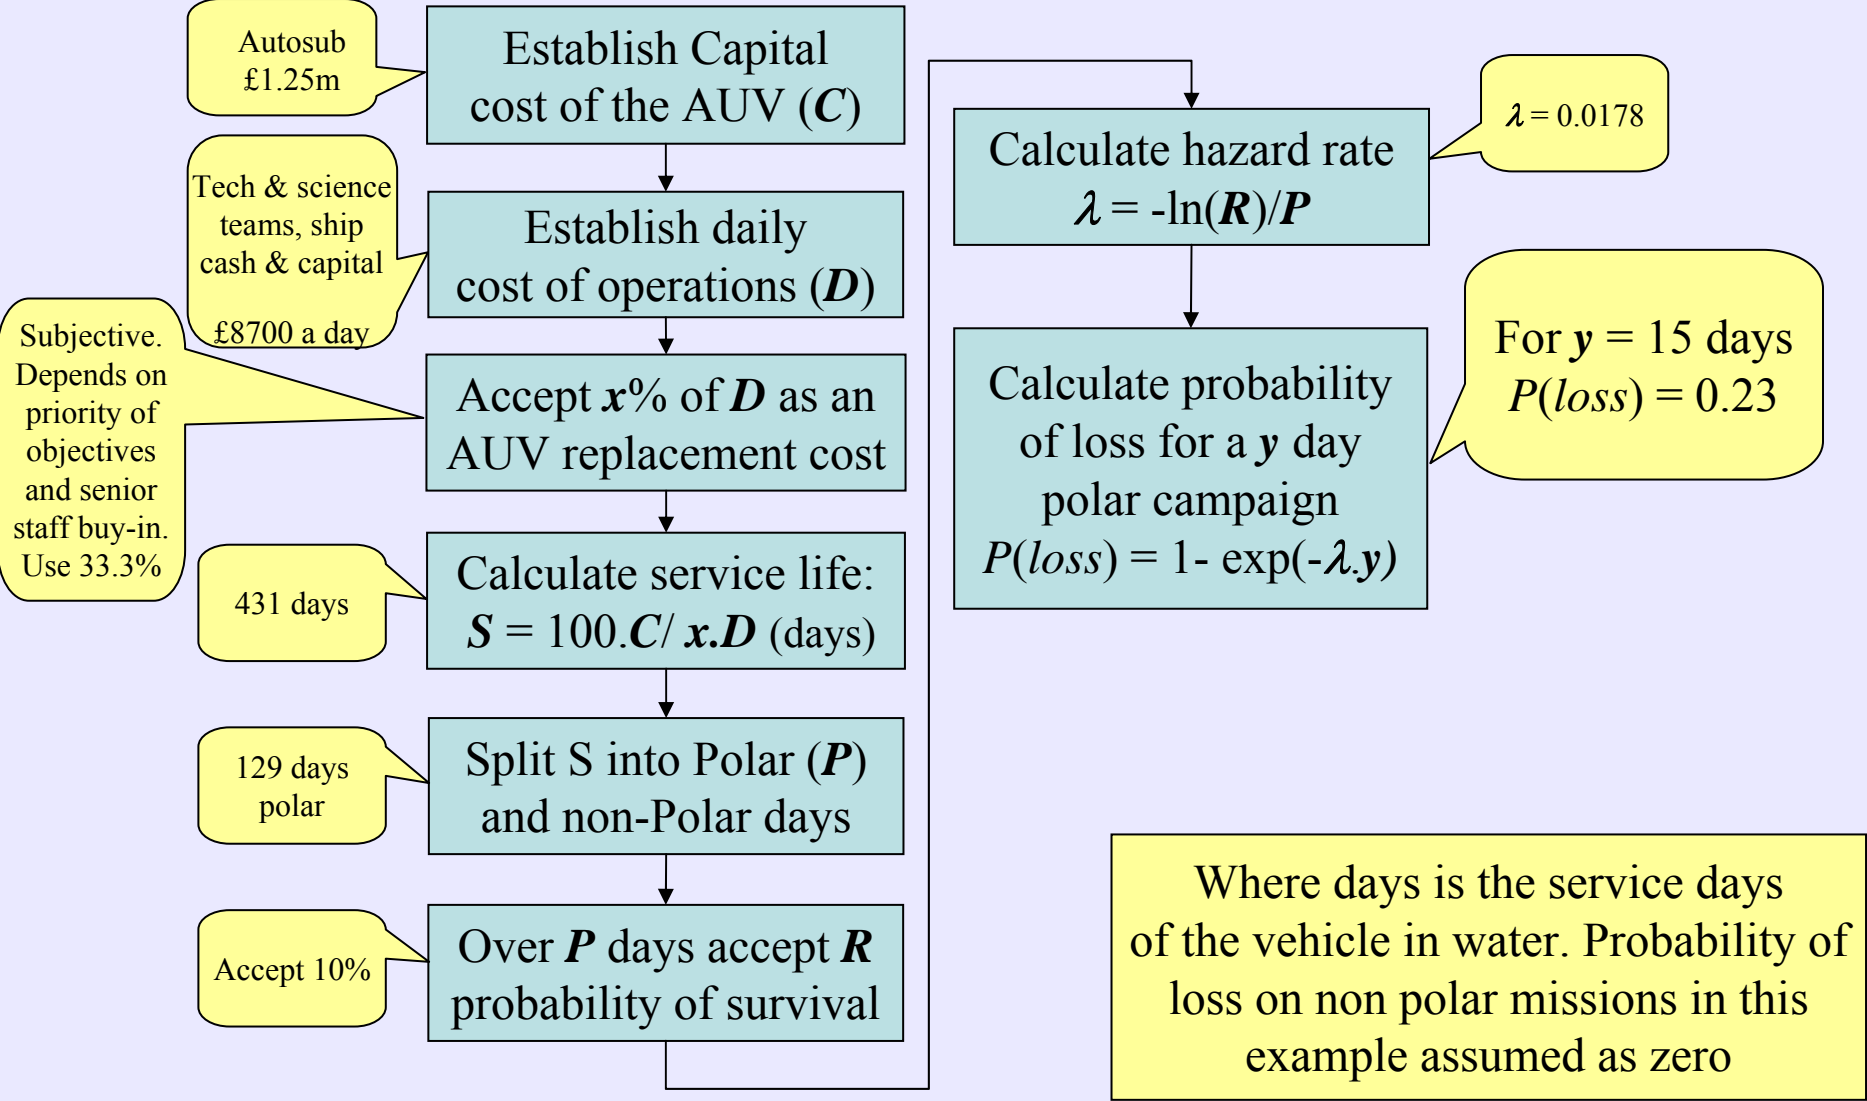 Autosub
£1.25m
Establish Capital
cost of the AUV (C)
Tech & science
teams, ship
cash & capital
£8700 a day
Establish daily
cost of operations (D)
Subjective.
Depends on
priority of
objectives
and senior
staff buy-in.
Use 33.3%
Accept x% of D as an
AUV replacement cost
431 days
Calculate service life:
S = 100.C/ x.D (days)
129 days
polar
Split S into Polar (P)
and non-Polar days
Accept 10%
Over P days accept R
probability of survival
Calculate hazard rate
λ = -ln(R)/P
λ = 0.0178
Calculate probability
of loss for a y day
polar campaign
P(loss) = 1- exp(-λ.y)
For y = 15 days
P(loss) = 0.23
Where days is the service days
of the vehicle in water. Probability of
loss on non polar missions in this
example assumed as zero